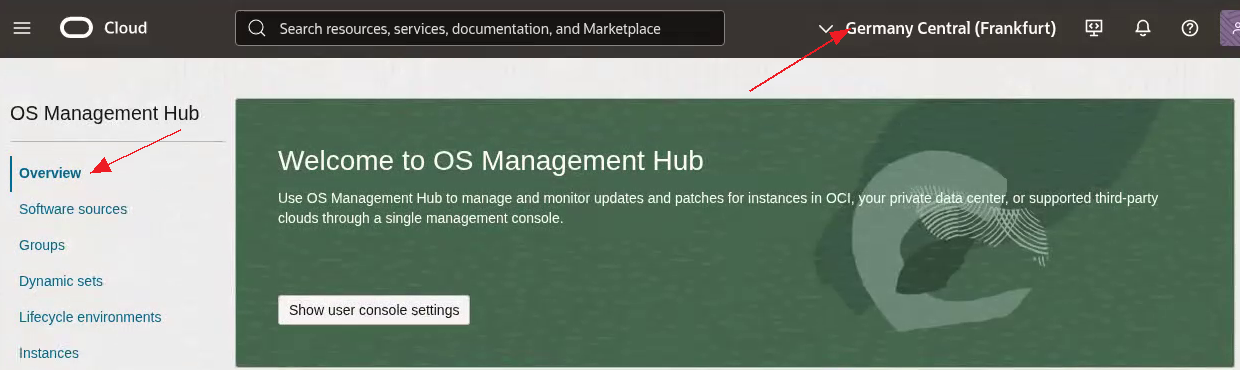 Cloud
Search resources, services, documentation, and Marketplace
Germany Central (Frankfurt)
OS Management Hub
Overview
Software sources
Groups
Dynamic sets
Lifecycle environments
Instances
Welcome to OS Management Hub
Use OS Management Hub to manage and monitor updates and patches for instances in OCI, your private data center, or supported third-party
clouds through a single management console.
Show user console settings